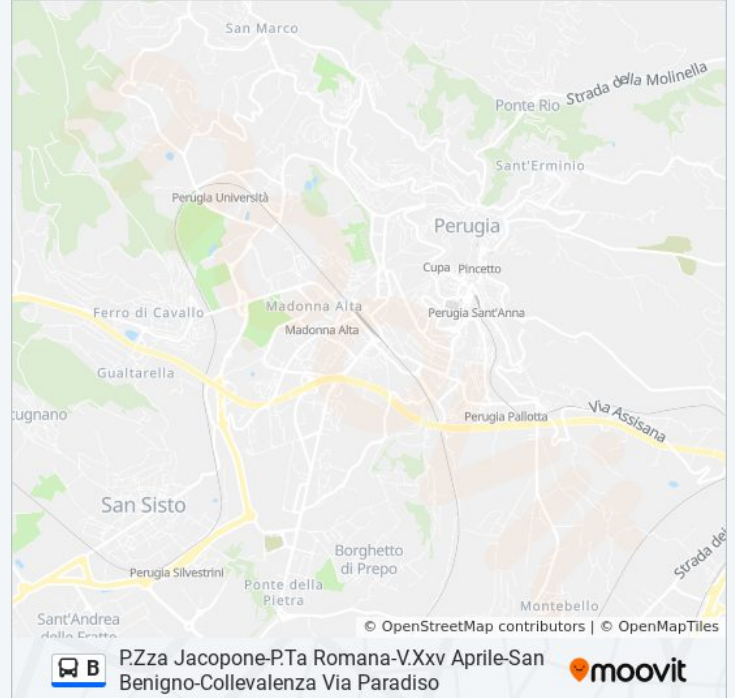 San Marco
Strada della Molinella
Ponte Rio
Sant'Erminio
Perugia Università
Perugia
Cupa
Pincetto
Madonna Alta
Ferro di Cavallo
Perugia Sant'Anna
Madonna Alta
Gualtarella
cugnano
Perugia Pallotta
Via Assisana
San Sisto
Borghetto
di Prepo
Strada dei
Perugia Silvestrini
Ponte della
Pietra
Montebello
Sant'Andrea
delle Fratte
© OpenStreetMap contributors | © OpenMapTiles
B
P.Zza Jacopone-P.Ta Romana-V.Xxv Aprile-San
Benigno-Collevalenza Via Paradiso
moovit